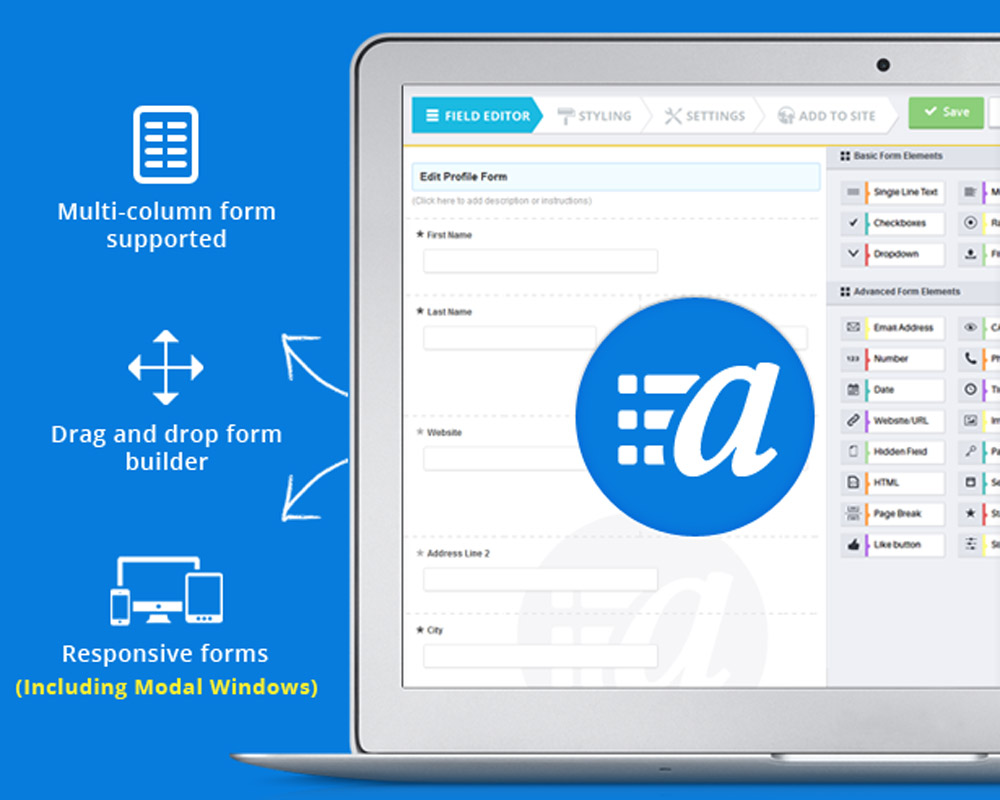 Multi-column form
supported
Drag and drop form
builder
Responsive forms
(Including Modal Windows)
FIELD EDITOR
STYLING
SETTINGS
ADD TO SITE
Save
Edit Profile Form
(Click here to add description or instructions)
* First Name
* Last Name
* Website
* Address Line 2
* City
Basic Form Elements
Single Line Text
Checkboxes
Dropdown
Advanced Form Elements
Email Address
123 Number
Date
Website/URL
Hidden Field
HTML
Page Break
Like button
a